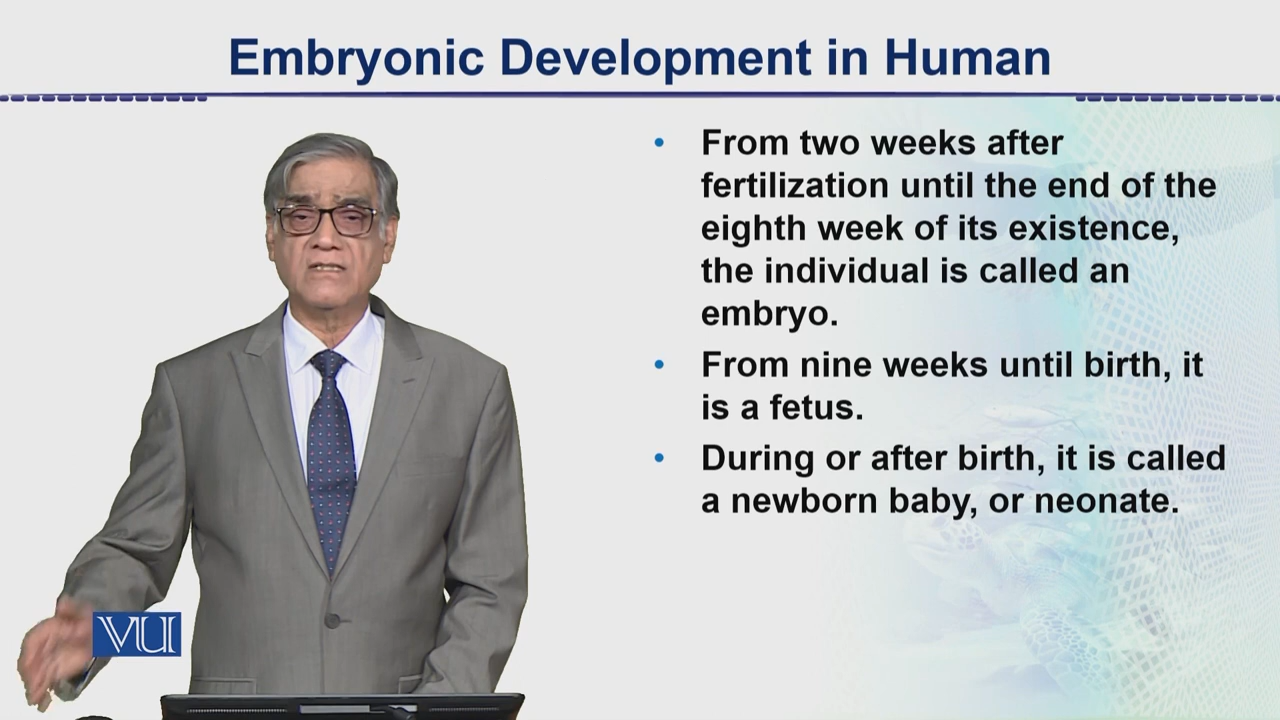 Embryonic Development in Human
• From two weeks after
fertilization until the end of the
eighth week of its existence,
the individual is called an
embryo.
• From nine weeks until birth, it
is a fetus.
• During or after birth, it is called
a newborn baby, or neonate.
VU